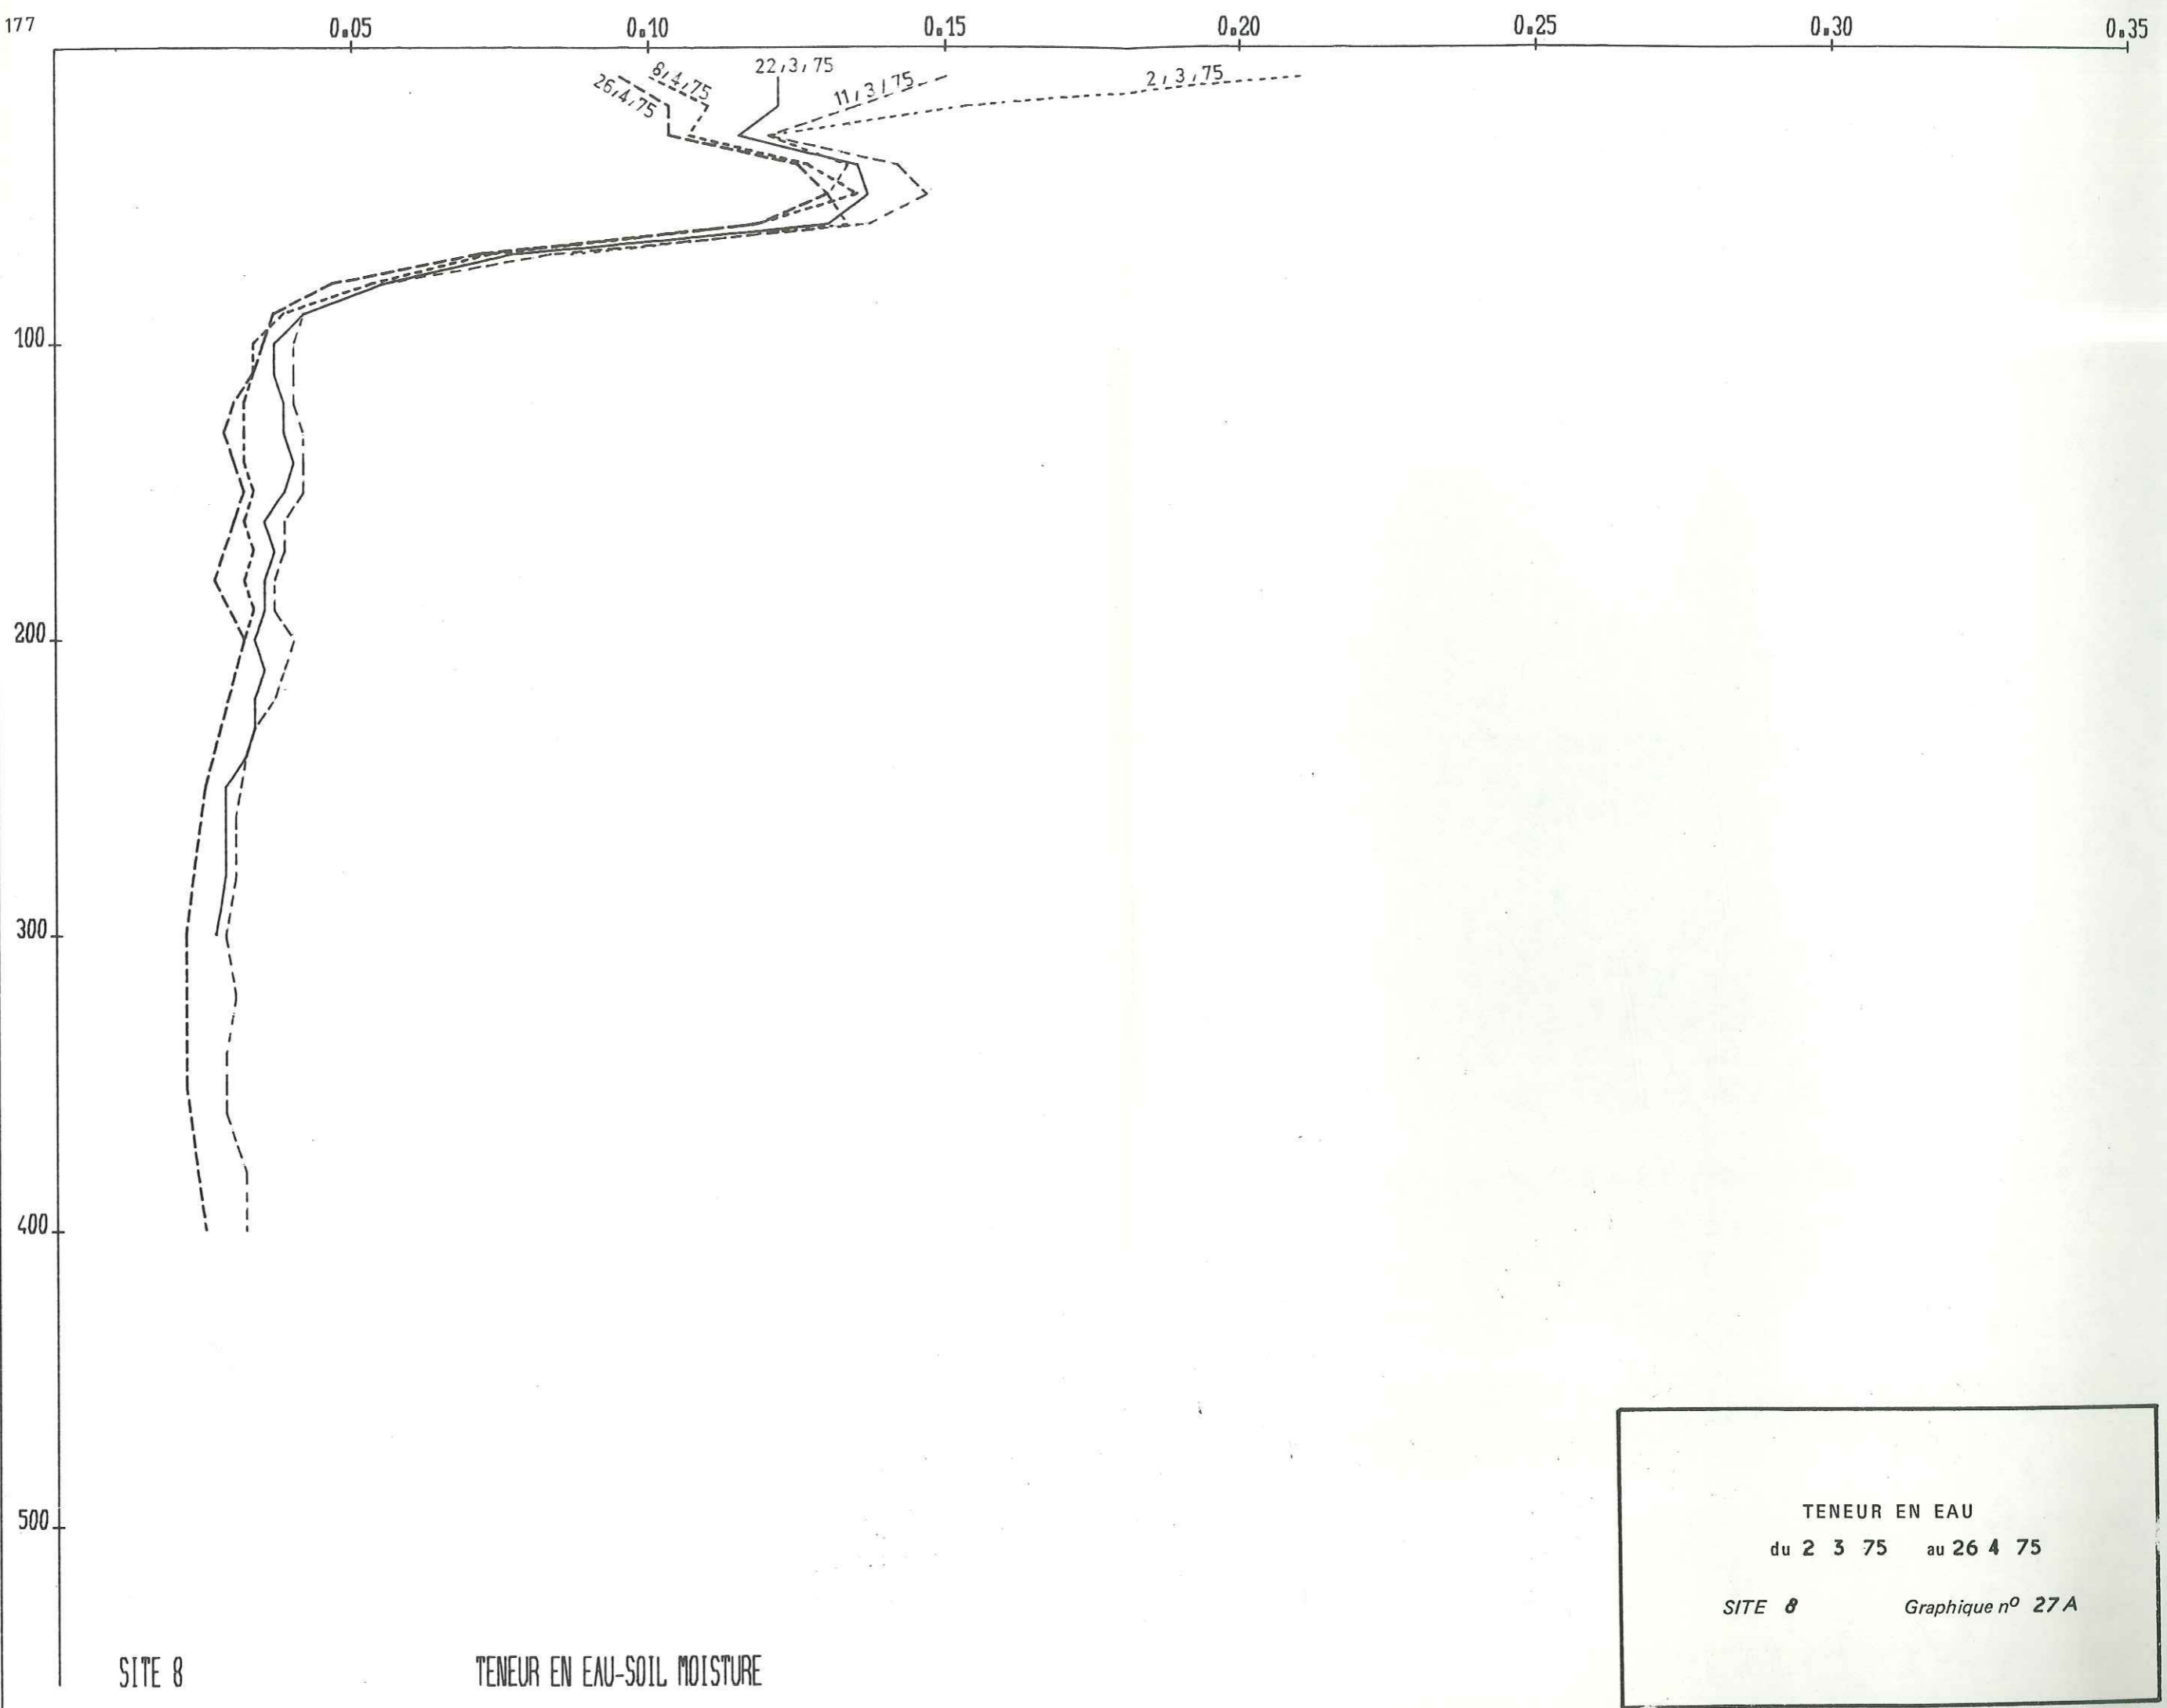 177
0.05 0.10 0.15 0.20 0.25 0.30 0.35
26,4,75
8,4,75
22,3,75
11,3,75
2,3,75
100
200
300
400
500
TENEUR EN EAU
du 2 3 75 au 26 4 75
SITE 8 Graphique nº 27A
SITE 8 TENEUR EN EAU-SOIL MOISTURE